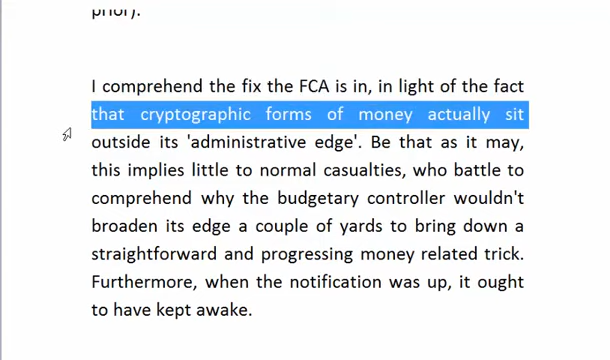 prior).
I comprehend the fix the FCA is in, in light of the fact
that cryptographic forms of money actually sit
outside its 'administrative edge'. Be that as it may,
this implies little to normal casualties, who battle to
comprehend why the budgetary controller wouldn't
broaden its edge a couple of yards to bring down a
straightforward and progressing money related trick.
Furthermore, when the notification was up, it ought
to have kept awake.